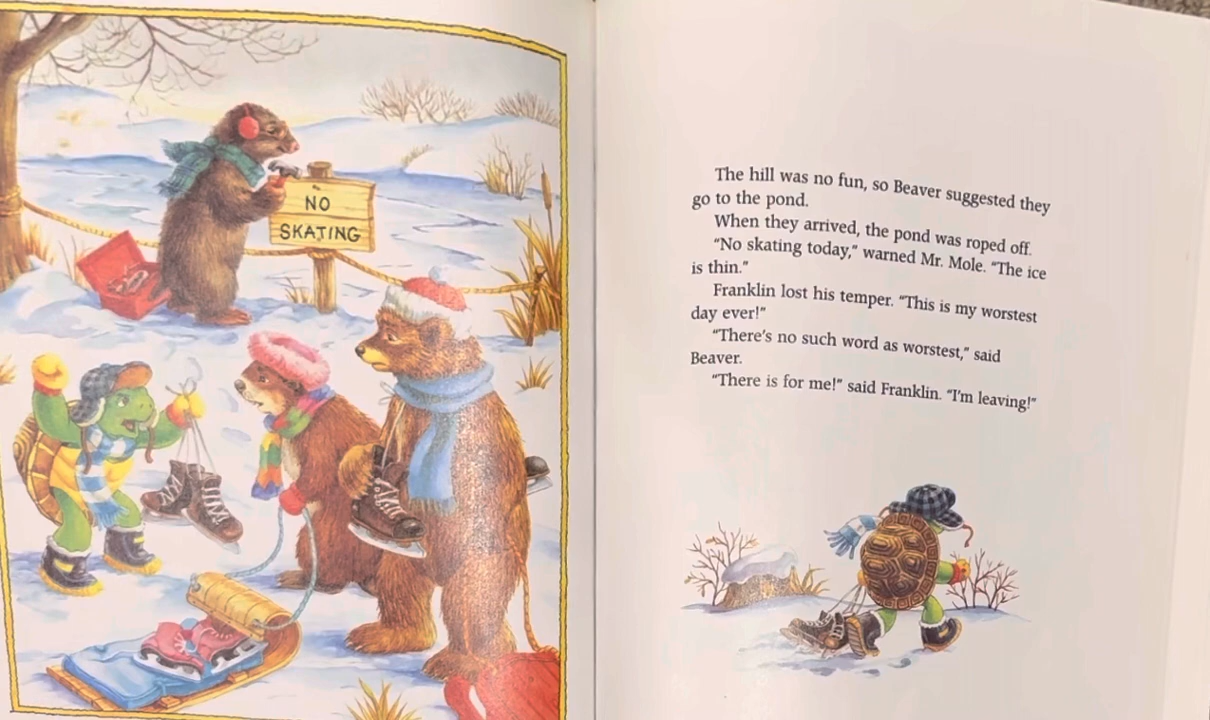 NO
SKATING
The hill was no fun, so Beaver suggested they
go to the pond.
When they arrived, the pond was roped off.
“No skating today,” warned Mr. Mole. “The ice
is thin.”
Franklin lost his temper. “This is my worstest
day ever!”
“There’s no such word as worstest,” said
Beaver.
“There is for me!” said Franklin. “I’m leaving!”